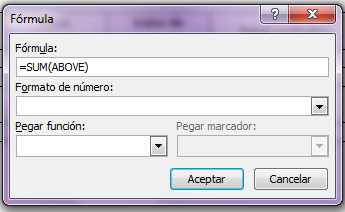 Fórmula
Fórmula:
=SUM(ABOVE)
Formato de número:
Pegar función:
Pegar marcador:
Aceptar
Cancelar